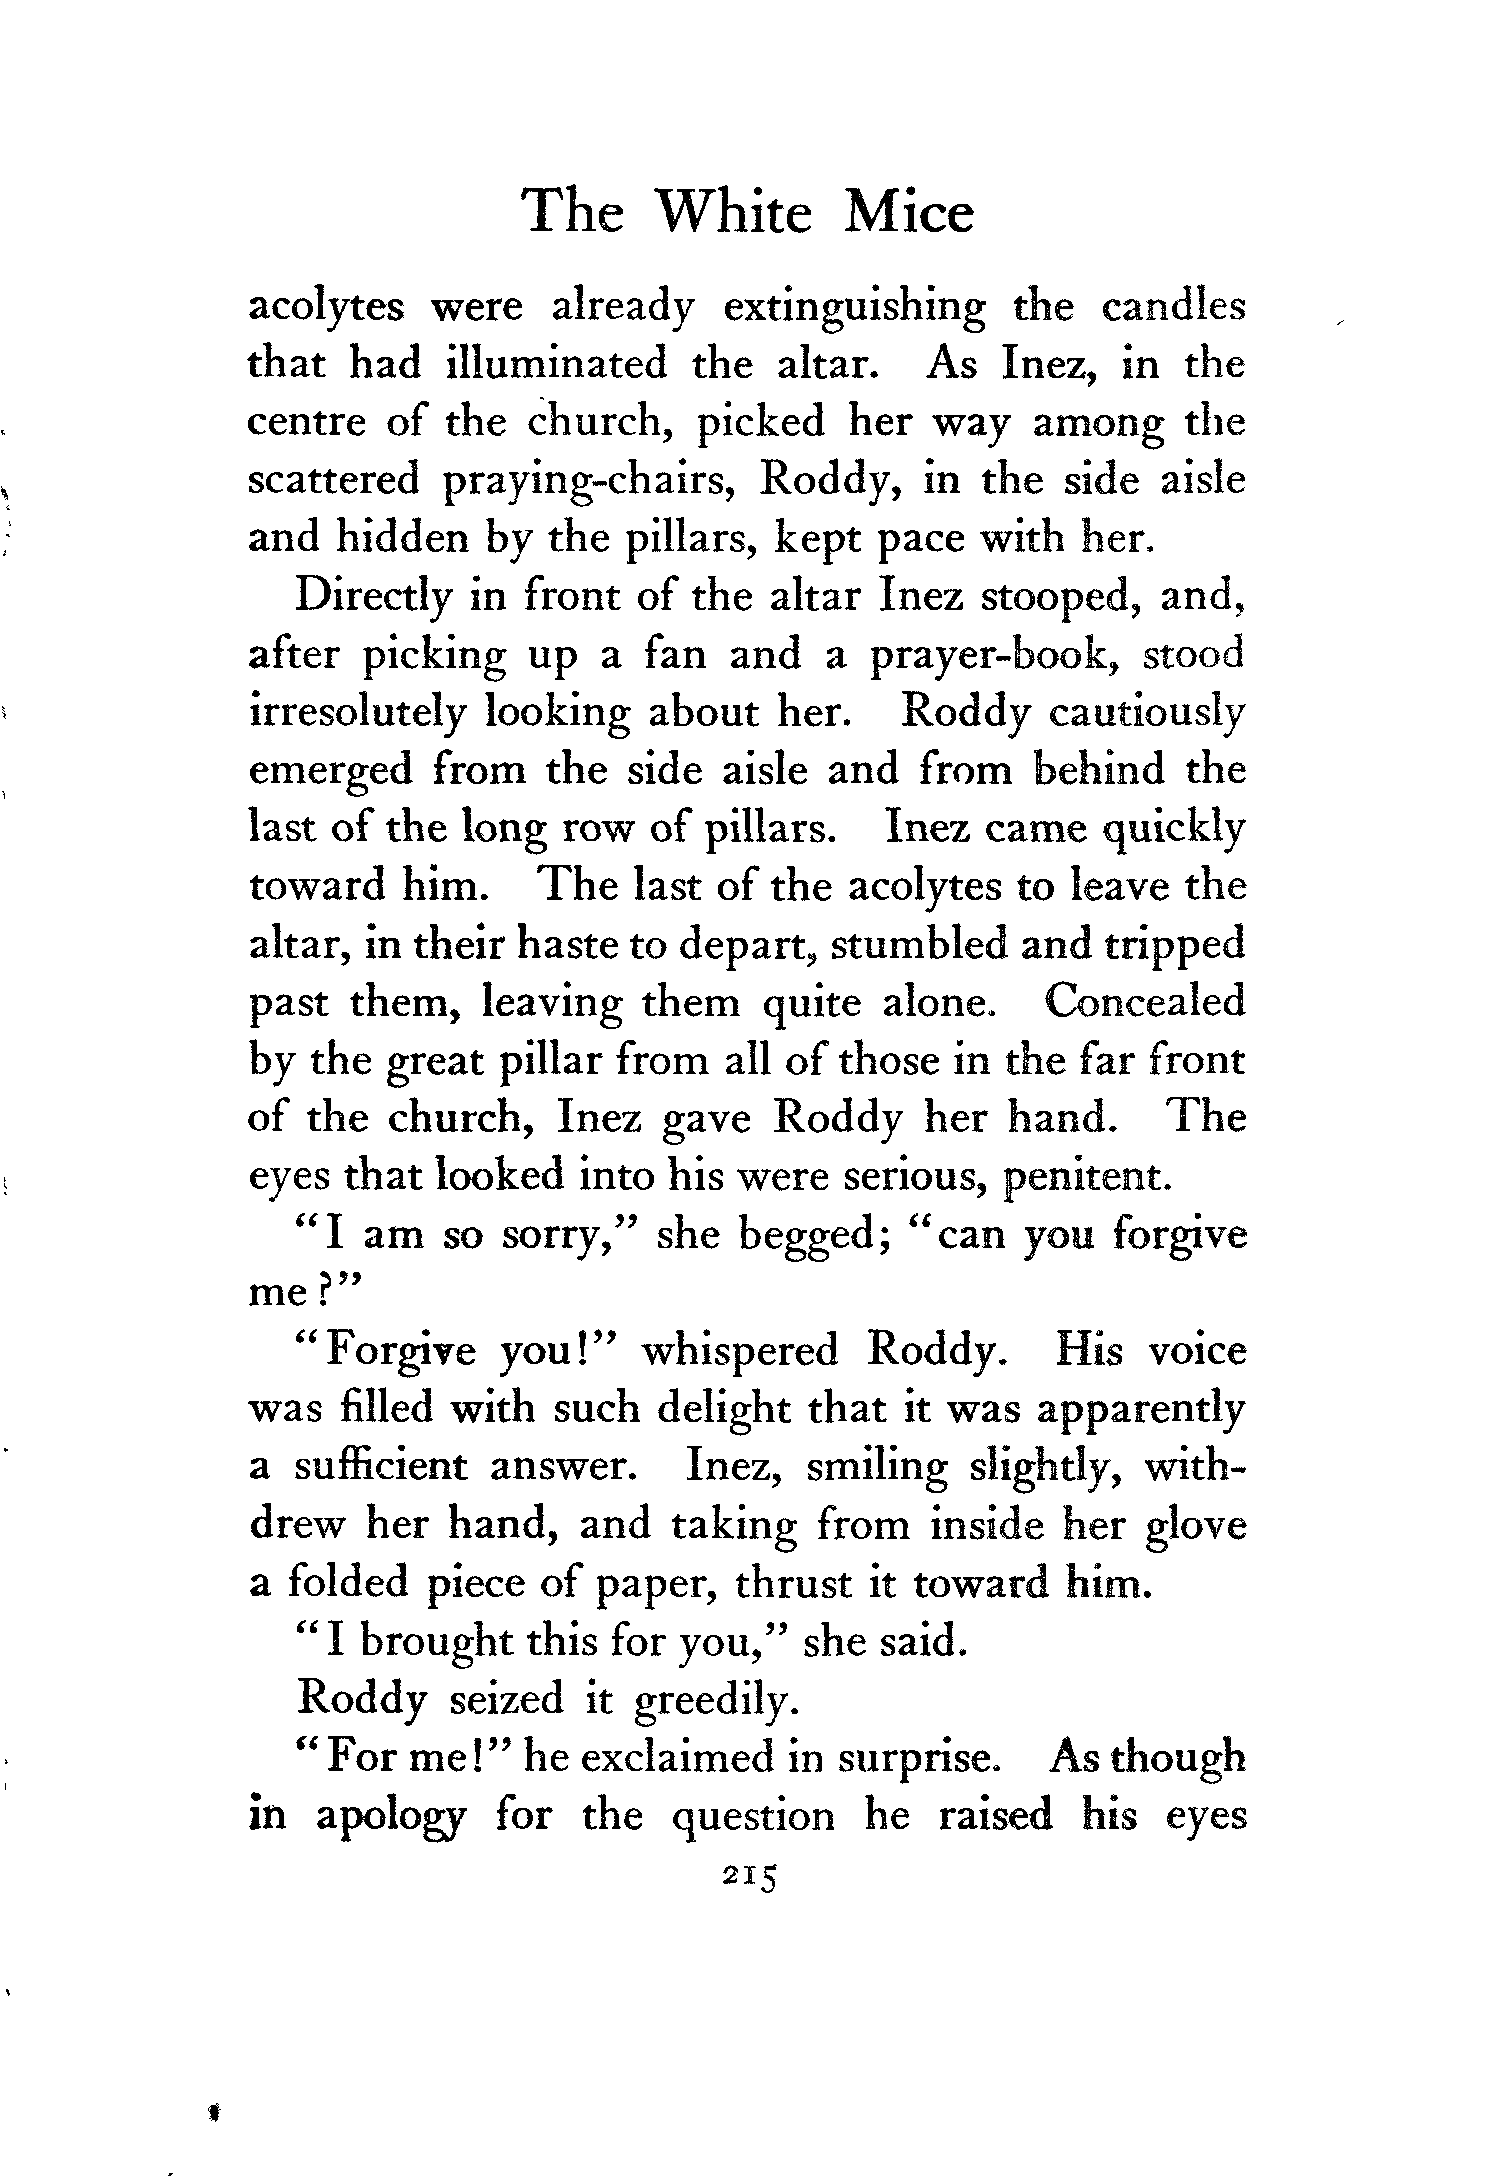 The White Mice
acolytes were already extinguishing the candles
that had illuminated the altar. As Inez, in the
centre of the church, picked her way among the
scattered praying-chairs, Roddy, in the side aisle
and hidden by the pillars, kept pace with her.
Directly in front of the altar Inez stooped, and,
after picking up a fan and a prayer-book, stood
irresolutely looking about her. Roddy cautiously
emerged from the side aisle and from behind the
last of the long row of pillars. Inez came quickly
toward him. The last of the acolytes to leave the
altar, in their haste to depart, stumbled and tripped
past them, leaving them quite alone. Concealed
by the great pillar from all of those in the far front
of the church, Inez gave Roddy her hand. The
eyes that looked into his were serious, penitent.
“I am so sorry,” she begged; “can you forgive
me?”
“Forgive you!” whispered Roddy. His voice
was filled with such delight that it was apparently
a sufficient answer. Inez, smiling slightly, with-
drew her hand, and taking from inside her glove
a folded piece of paper, thrust it toward him.
“I brought this for you,” she said.
Roddy seized it greedily.
“For me!” he exclaimed in surprise. As though
in apology for the question he raised his eyes
215